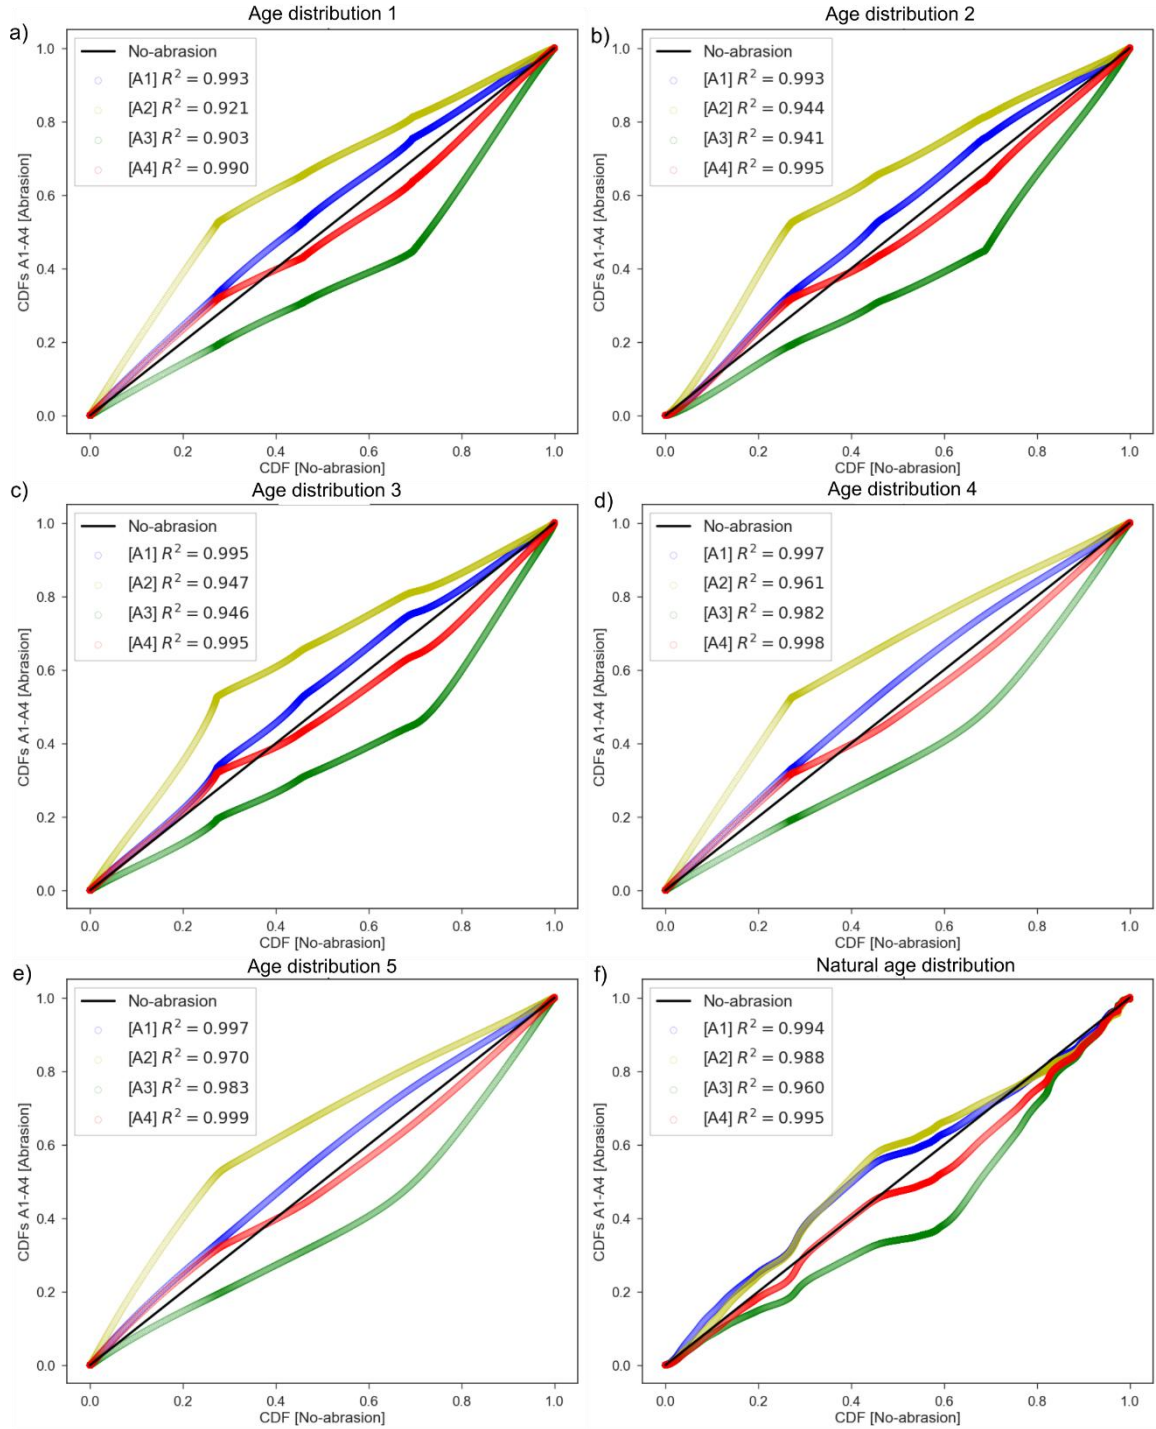 Age distribution 1
a)
No-abrasion
[A1] R² = 0.993
[A2] R² = 0.921
[A3] R² = 0.903
[A4] R² = 0.990
CDFs A1-A4 [Abrasion]
1.0
0.8
0.6
0.4
0.2
0.0
0.0 0.2 0.4 0.6 0.8 1.0
CDF [No-abrasion]
Age distribution 2
b)
No-abrasion
[A1] R² = 0.993
[A2] R² = 0.944
[A3] R² = 0.941
[A4] R² = 0.995
CDFs A1-A4 [Abrasion]
1.0
0.8
0.6
0.4
0.2
0.0
0.0 0.2 0.4 0.6 0.8 1.0
CDF [No-abrasion]
Age distribution 3
c)
No-abrasion
[A1] R² = 0.995
[A2] R² = 0.947
[A3] R² = 0.946
[A4] R² = 0.995
CDFs A1-A4 [Abrasion]
1.0
0.8
0.6
0.4
0.2
0.0
0.0 0.2 0.4 0.6 0.8 1.0
CDF [No-abrasion]
Age distribution 4
d)
No-abrasion
[A1] R² = 0.997
[A2] R² = 0.961
[A3] R² = 0.982
[A4] R² = 0.998
CDFs A1-A4 [Abrasion]
1.0
0.8
0.6
0.4
0.2
0.0
0.0 0.2 0.4 0.6 0.8 1.0
CDF [No-abrasion]
Age distribution 5
e)
No-abrasion
[A1] R² = 0.997
[A2] R² = 0.970
[A3] R² = 0.983
[A4] R² = 0.999
CDFs A1-A4 [Abrasion]
1.0
0.8
0.6
0.4
0.2
0.0
0.0 0.2 0.4 0.6 0.8 1.0
CDF [No-abrasion]
Natural age distribution
f)
No-abrasion
[A1] R² = 0.994
[A2] R² = 0.988
[A3] R² = 0.960
[A4] R² = 0.995
CDFs A1-A4 [Abrasion]
1.0
0.8
0.6
0.4
0.2
0.0
0.0 0.2 0.4 0.6 0.8 1.0
CDF [No-abrasion]